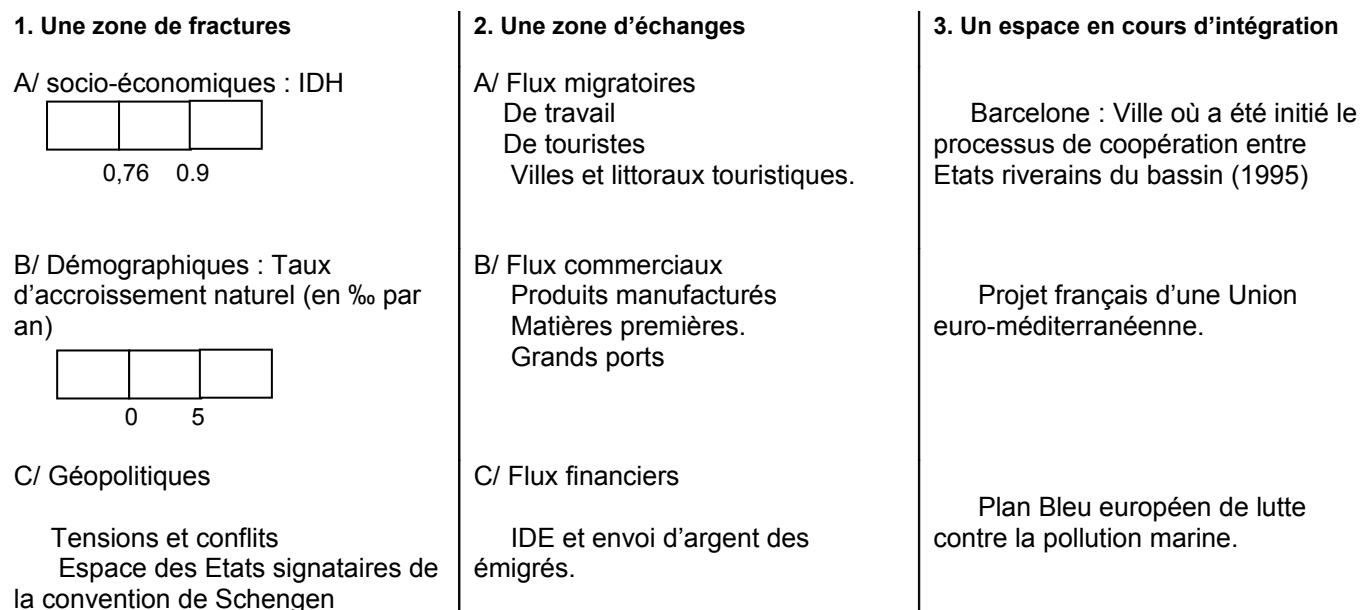 1. Une zone de fractures
A/ socio-économiques : IDH
0,76 0.9
B/ Démographiques : Taux
d’accroissement naturel (en ‰ par
an)
0 5
C/ Géopolitiques
Tensions et conflits
Espace des Etats signataires de
la convention de Schengen
2. Une zone d’échanges
A/ Flux migratoires
De travail
De touristes
Villes et littoraux touristiques.
B/ Flux commerciaux
Produits manufacturés
Matières premières.
Grands ports
C/ Flux financiers
IDE et envoi d’argent des
émigrés.
3. Un espace en cours d’intégration
Barcelone : Ville où a été initié le
processus de coopération entre
Etats riverains du bassin (1995)
Projet français d’une Union
euro-méditerranéenne.
Plan Bleu européen de lutte
contre la pollution marine.